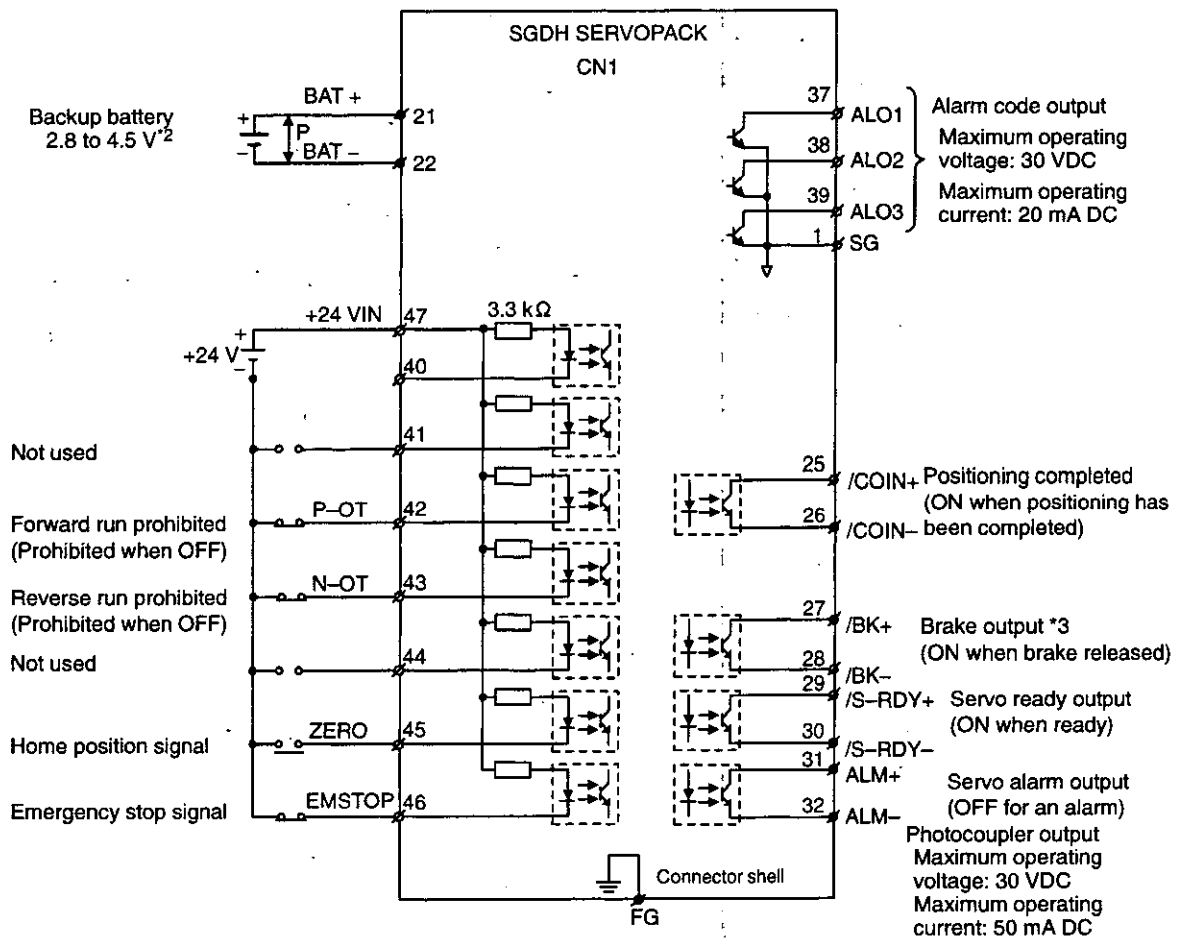 SGDH SERVOPACK
CN1
Backup battery
2.8 to 4.5 V*2
+
−
BAT +
P
BAT −
21
22
37
ALO1
38
ALO2
39
ALO3
1
SG
Alarm code output
Maximum operating
voltage: 30 VDC
Maximum operating
current: 20 mA DC
+24 VIN
47
3.3 kΩ
+
+24 V
−
40
Not used
41
Forward run prohibited
(Prohibited when OFF)
P–OT
42
Reverse run prohibited
(Prohibited when OFF)
N–OT
43
Not used
44
Home position signal
ZERO
45
Emergency stop signal
EMSTOP
46
25
/COIN+
26
/COIN–
Positioning completed
(ON when positioning has
been completed)
27
/BK+
28
/BK–
Brake output *3
(ON when brake released)
29
/S–RDY+
30
/S–RDY–
Servo ready output
(ON when ready)
31
ALM+
32
ALM–
Servo alarm output
(OFF for an alarm)
Photocoupler output
Maximum operating
voltage: 30 VDC
Maximum operating
current: 50 mA DC
Connector shell
FG